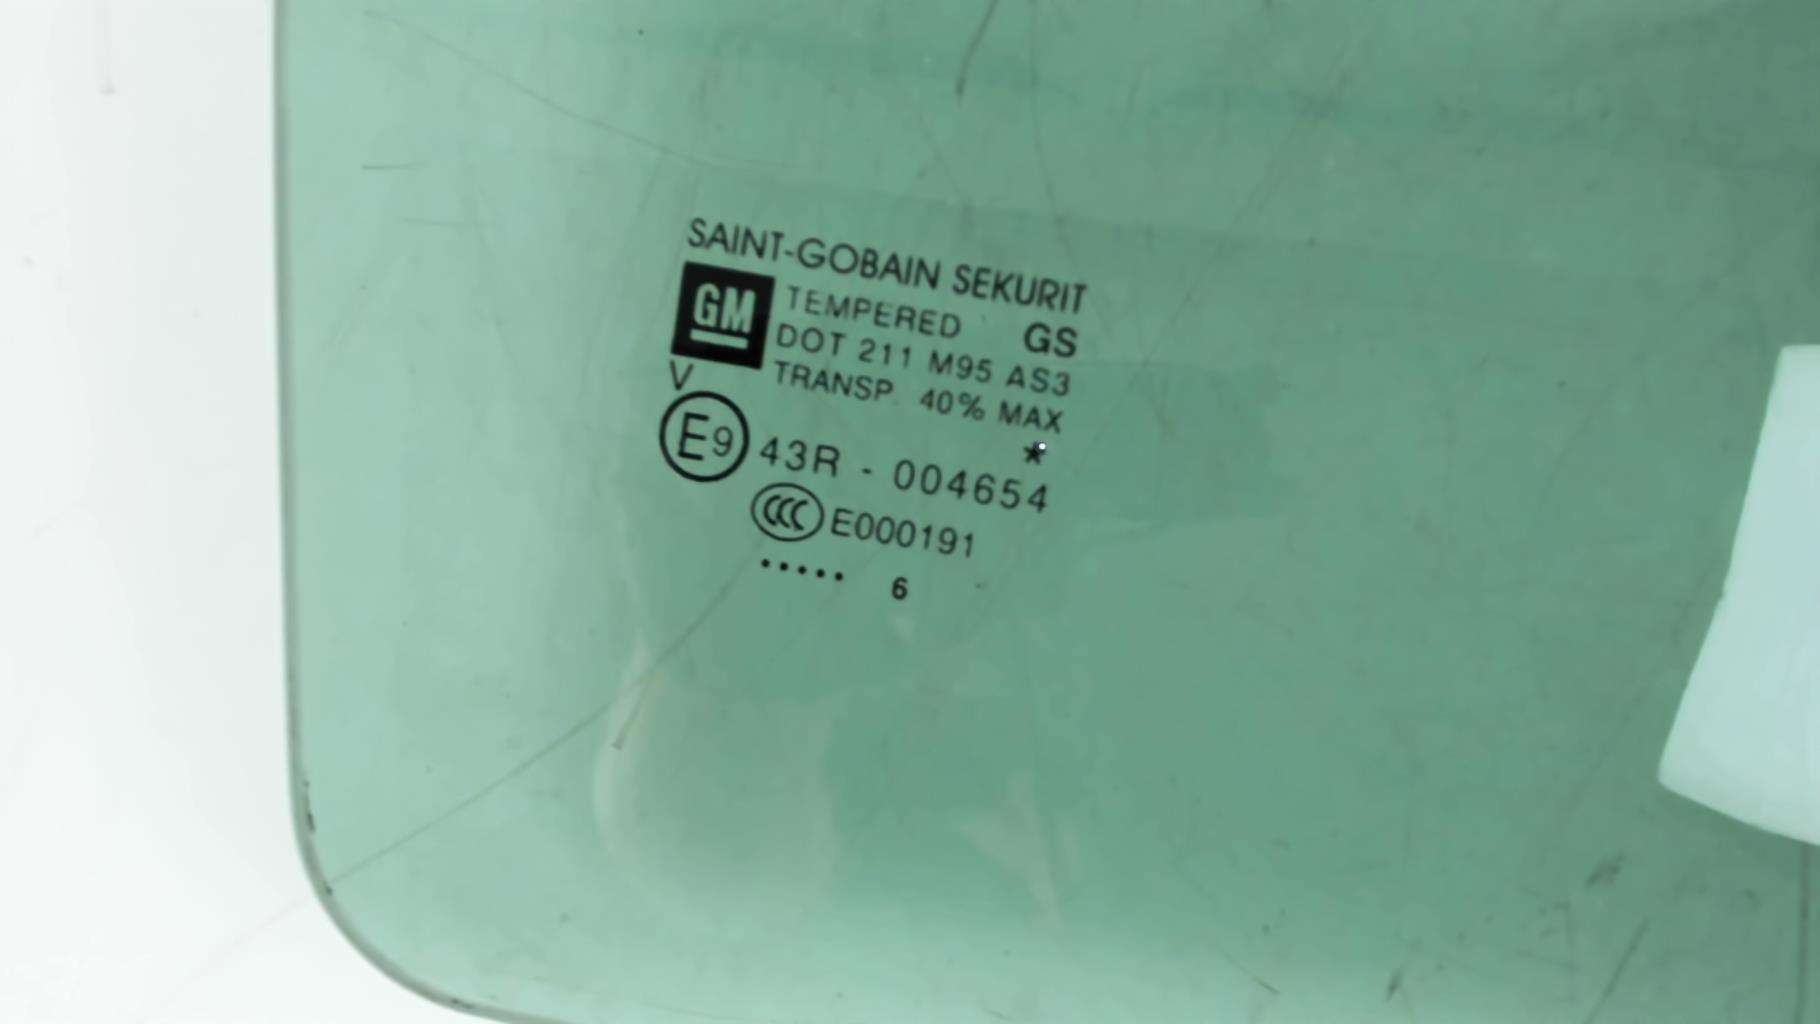 SAINT-GOBAIN SEKURIT
GM
TEMPERED GS
DOT 211 M95 AS3
TRANSP. 40% MAX
V
*
E9 43R - 004654
CCC E000191
..... 6